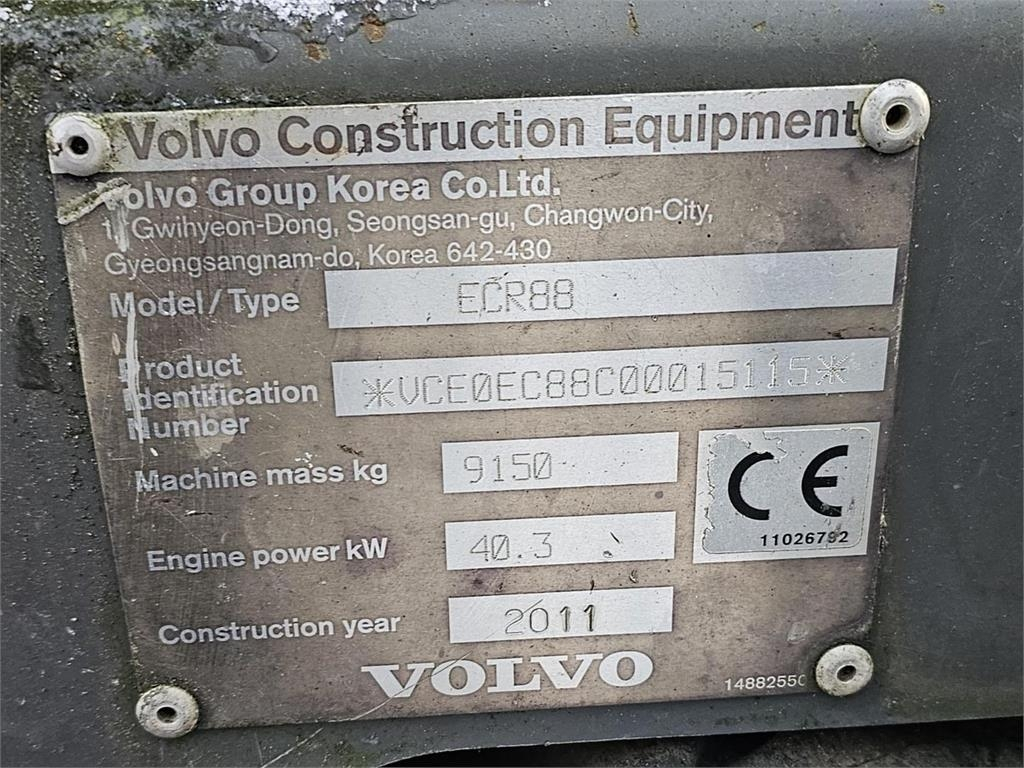 Volvo Construction Equipment
Volvo Group Korea Co.Ltd.
Gwihyeon-Dong, Seongsan-gu, Changwon-City,
Gyeongsangnam-do, Korea 642-430
Model/Type ECR88
Product
Identification
Number
*VCE0EC88C00015115*
Machine mass kg 9150
CE
11026792
Engine power kW 40.3
Construction year 2011
VOLVO